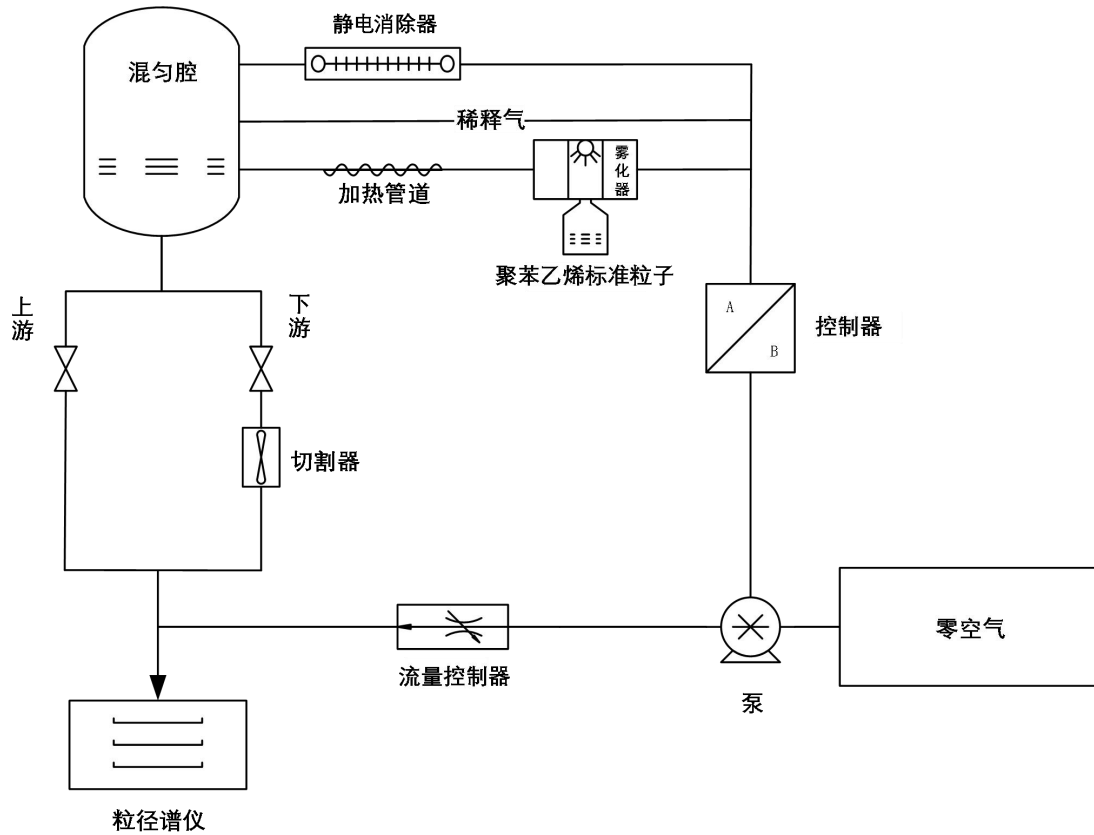 静电消除器
混匀腔
稀释气
雾化器
加热管道
聚苯乙烯标准粒子
上游
下游
A
B
控制器
切割器
零空气
流量控制器
泵
粒径谱仪